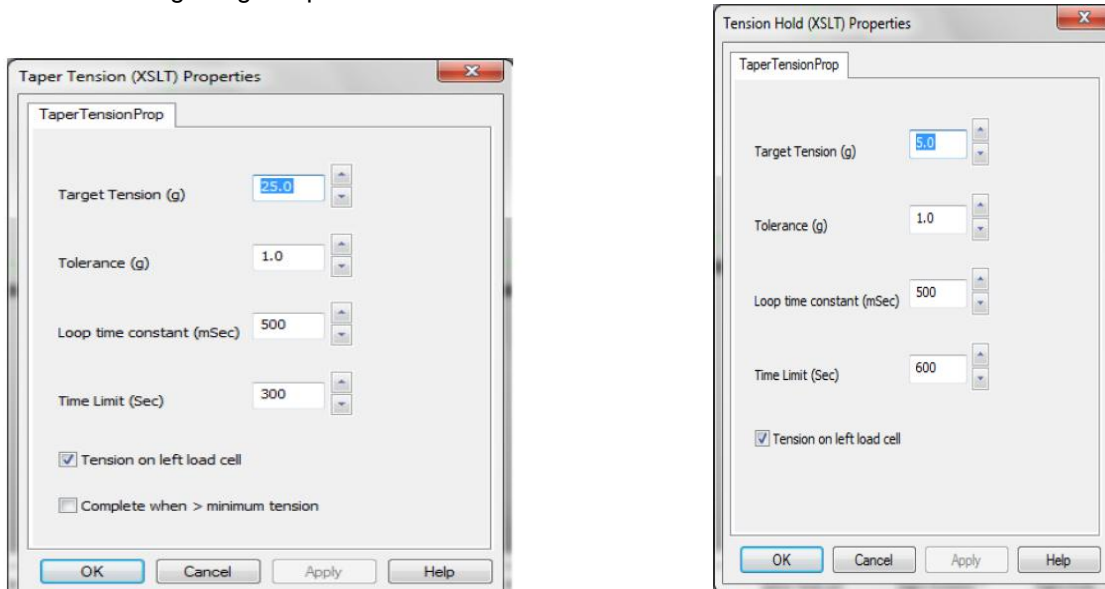 Taper Tension (XSLT) Properties
TaperTensionProp
Target Tension (g) 25.0
Tolerance (g) 1.0
Loop time constant (mSec) 500
Time Limit (Sec) 300
Tension on left load cell
Complete when > minimum tension
OK Cancel Apply Help
Tension Hold (XSLT) Properties
TaperTensionProp
Target Tension (g) 5.0
Tolerance (g) 1.0
Loop time constant (mSec) 500
Time Limit (Sec) 600
Tension on left load cell
OK Cancel Apply Help